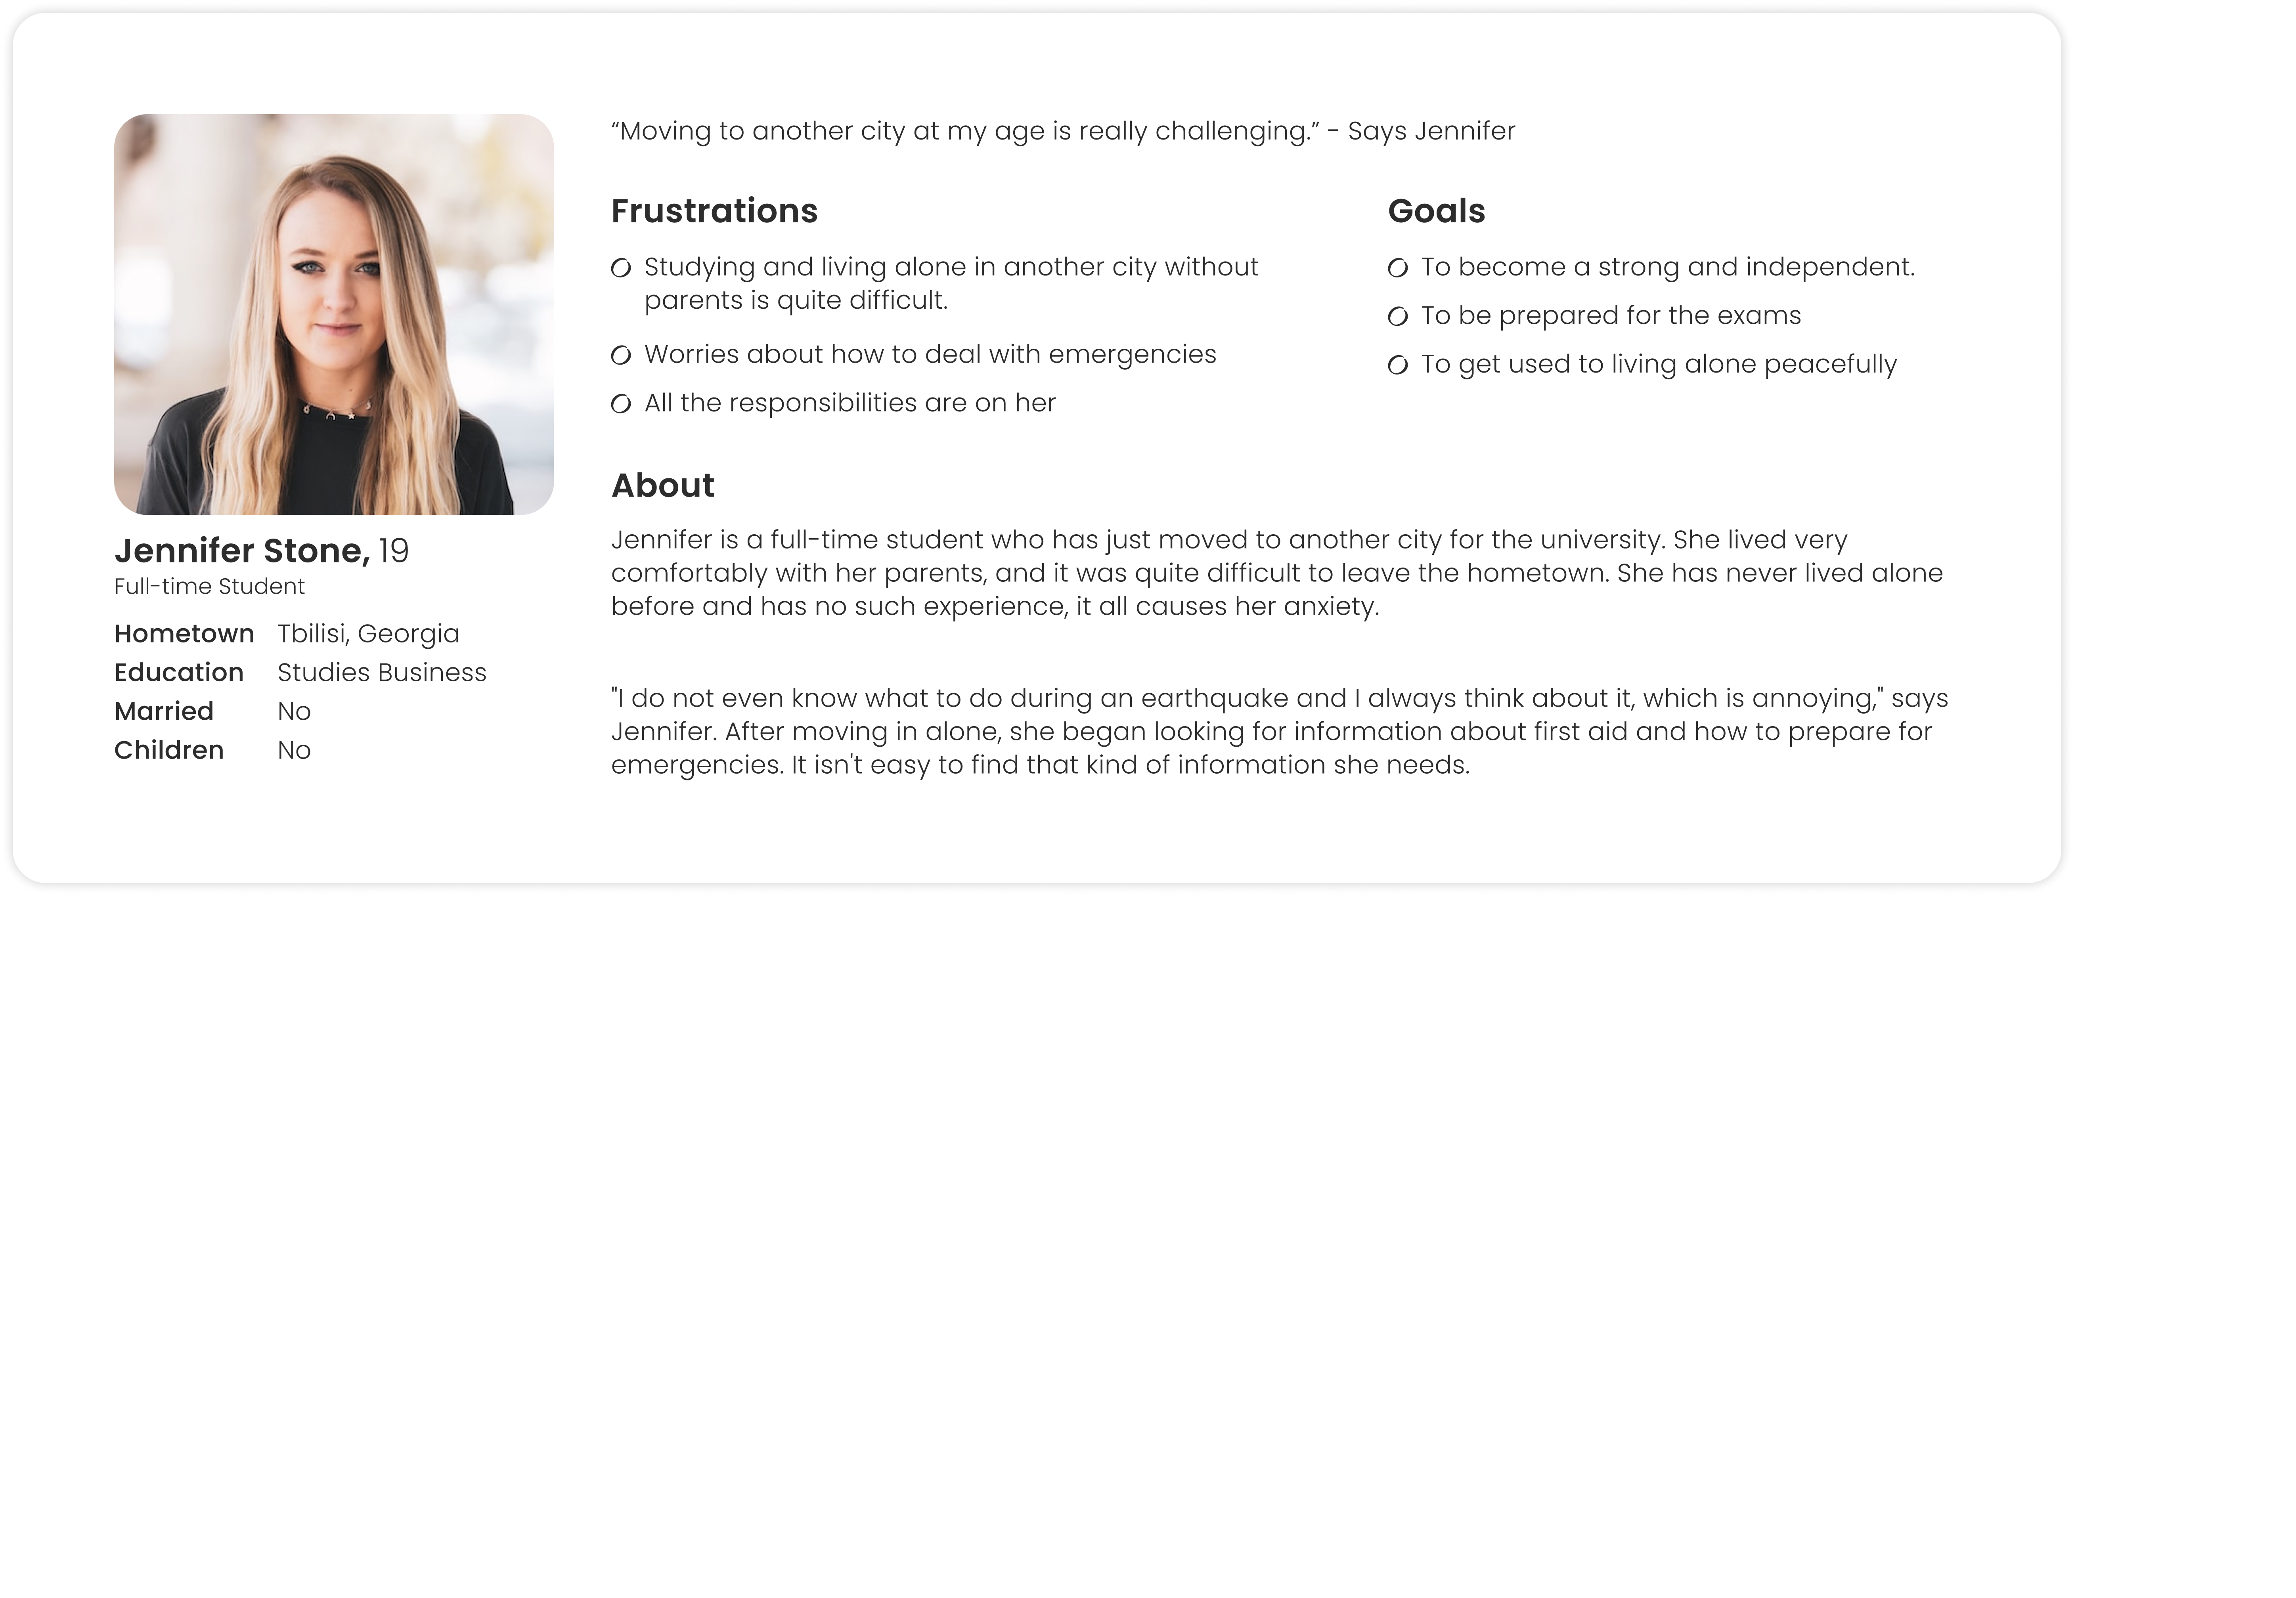 “Moving to another city at my age is really challenging.” - Says Jennifer
Frustrations
Studying and living alone in another city without
parents is quite difficult.
Worries about how to deal with emergencies
All the responsibilities are on her
Goals
To become a strong and independent.
To be prepared for the exams
To get used to living alone peacefully
Jennifer Stone, 19
Full-time Student
Hometown Tbilisi, Georgia
Education Studies Business
Married No
Children No
About
Jennifer is a full-time student who has just moved to another city for the university. She lived very
comfortably with her parents, and it was quite difficult to leave the hometown. She has never lived alone
before and has no such experience, it all causes her anxiety.
"I do not even know what to do during an earthquake and I always think about it, which is annoying," says
Jennifer. After moving in alone, she began looking for information about first aid and how to prepare for
emergencies. It isn't easy to find that kind of information she needs.